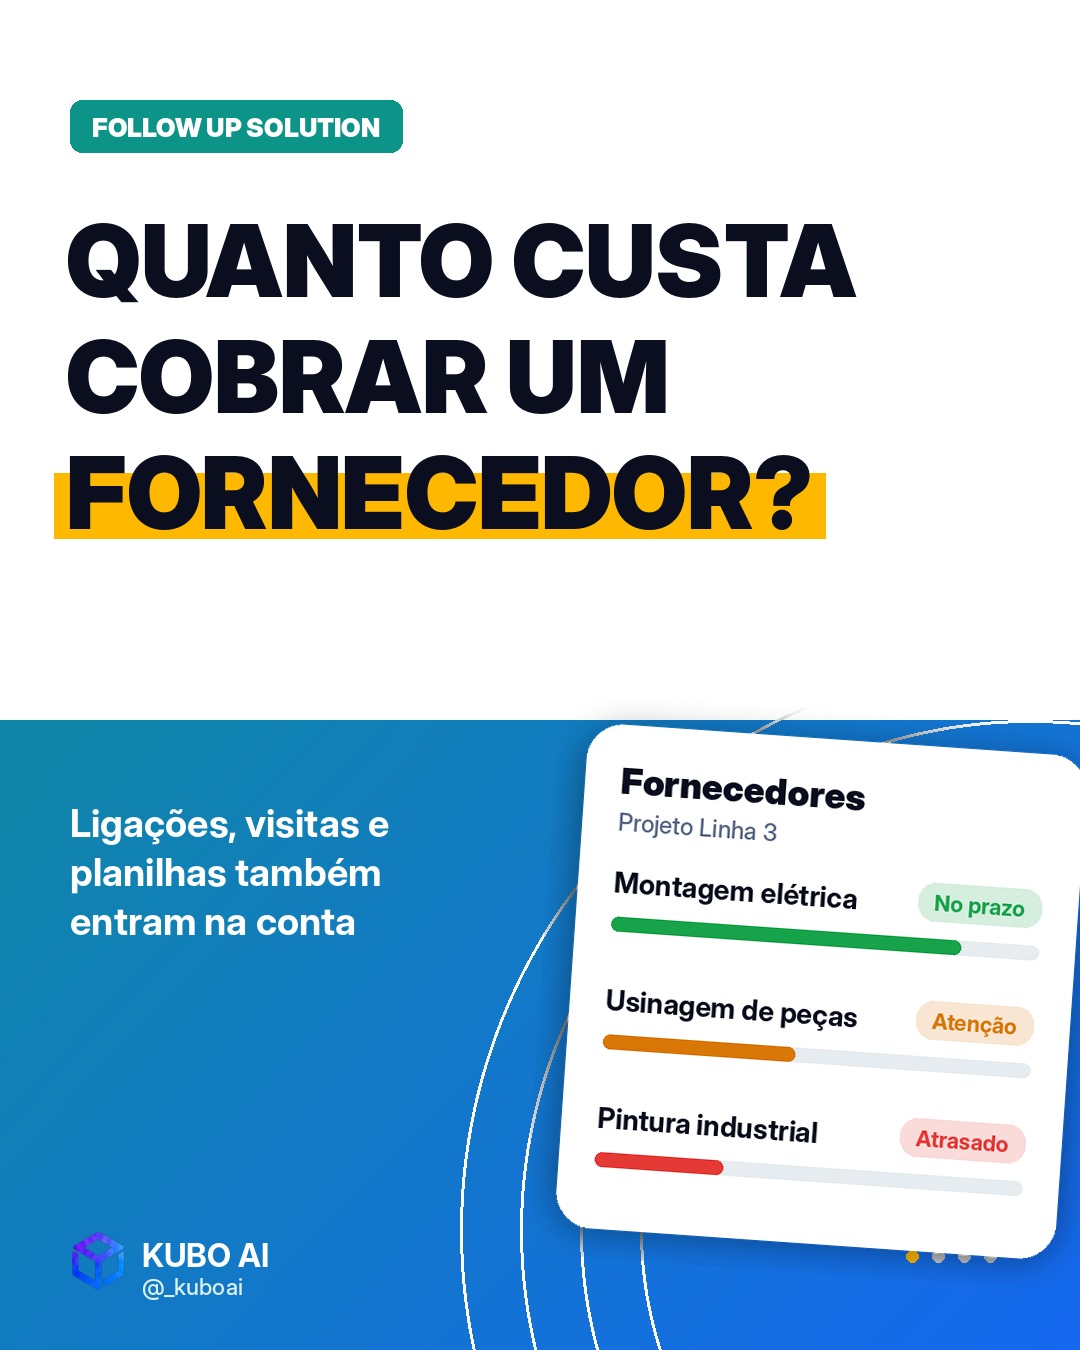 FOLLOW UP SOLUTION
QUANTO CUSTA
COBRAR UM
FORNECEDOR?
Ligações, visitas e
planilhas também
entram na conta
Fornecedores
Projeto Linha 3
Montagem elétrica
No prazo
Usinagem de peças
Atenção
Pintura industrial
Atrasado
KUBO AI
@_kuboai